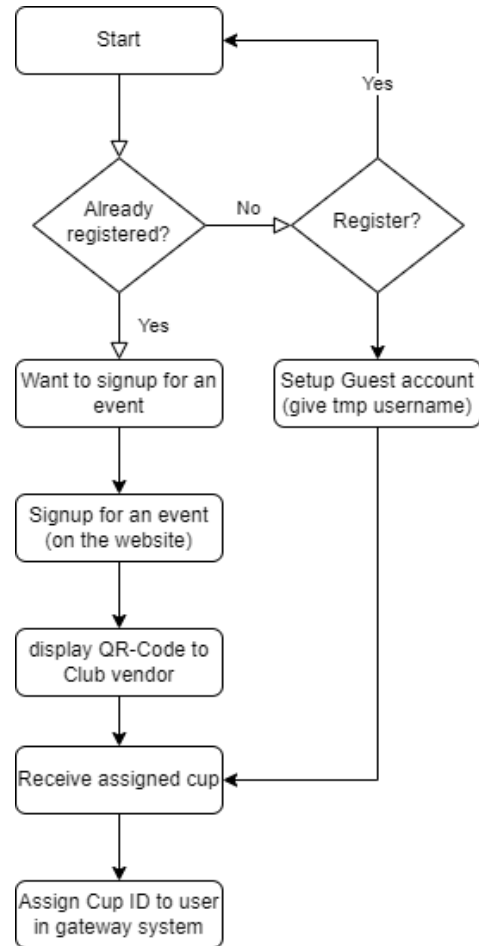 Start
Yes
Already
registered?
No
Register?
Yes
Want to signup for an
event
Setup Guest account
(give tmp username)
Signup for an event
(on the website)
display QR-Code to
Club vendor
Receive assigned cup
Assign Cup ID to user
in gateway system